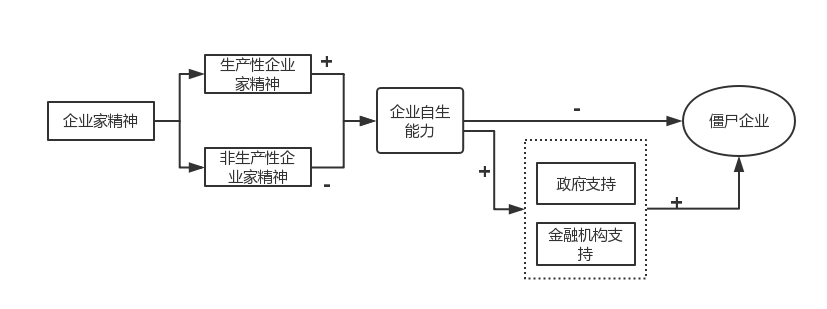 企业家精神
生产性企业
家精神
+
非生产性企
业家精神
-
企业自生
能力
-
+
政府支持
金融机构支
持
+
僵尸企业